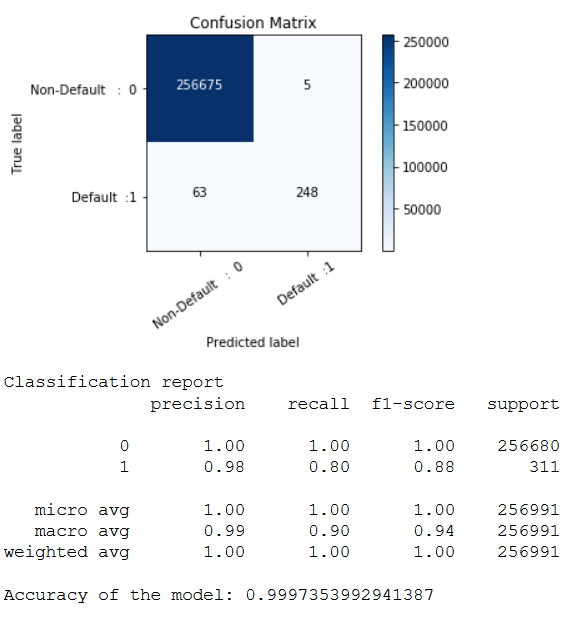 Confusion Matrix
Non-Default : 0
256675
5
250000
200000
150000
100000
50000
True label
Default :1
63
248
Non-Default : 0
Default :1
Predicted label
Classification report
precision recall f1-score support
0 1.00 1.00 1.00 256680
1 0.98 0.80 0.88 311
micro avg 1.00 1.00 1.00 256991
macro avg 0.99 0.90 0.94 256991
weighted avg 1.00 1.00 1.00 256991
Accuracy of the model: 0.9997353992941387